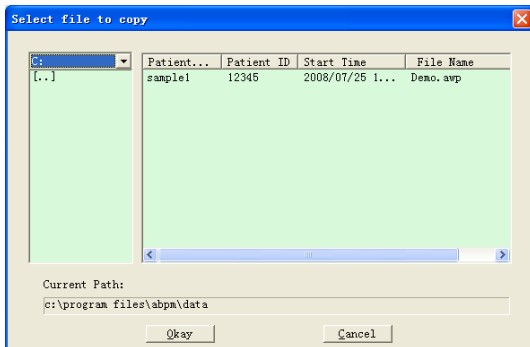 Select file to copy
C:
[..]
Patient... Patient ID Start Time File Name
sample1 12345 2008/07/25 1... Demo.awp
Current Path:
c:\program files\abpm\data
Okay Cancel